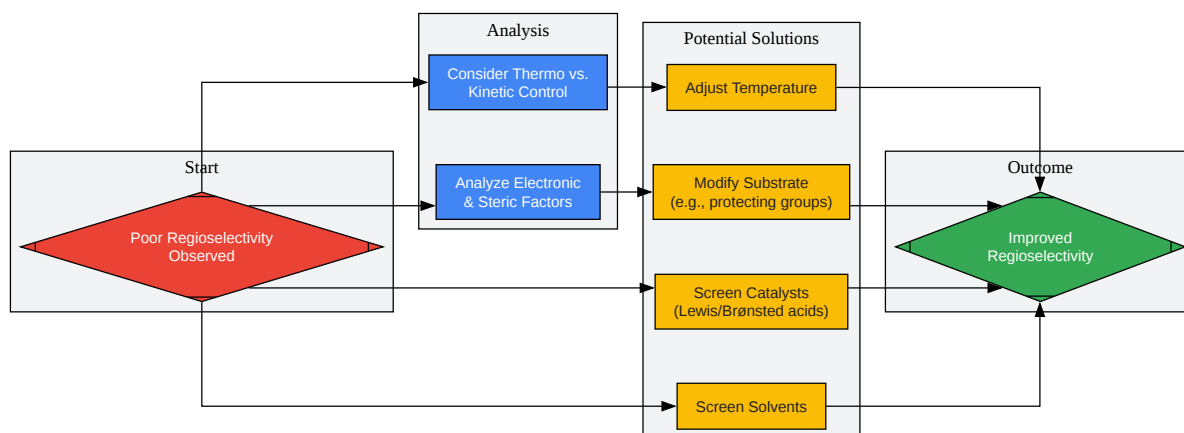 Analysis
Consider Thermo vs.
Kinetic Control
Analyze Electronic
& Steric Factors
Potential Solutions
Adjust Temperature
Modify Substrate
(e.g., protecting groups)
Screen Catalysts
(Lewis/Brønsted acids)
Screen Solvents
Start
Poor Regioselectivity
Observed
Outcome
Improved
Regioselectivity